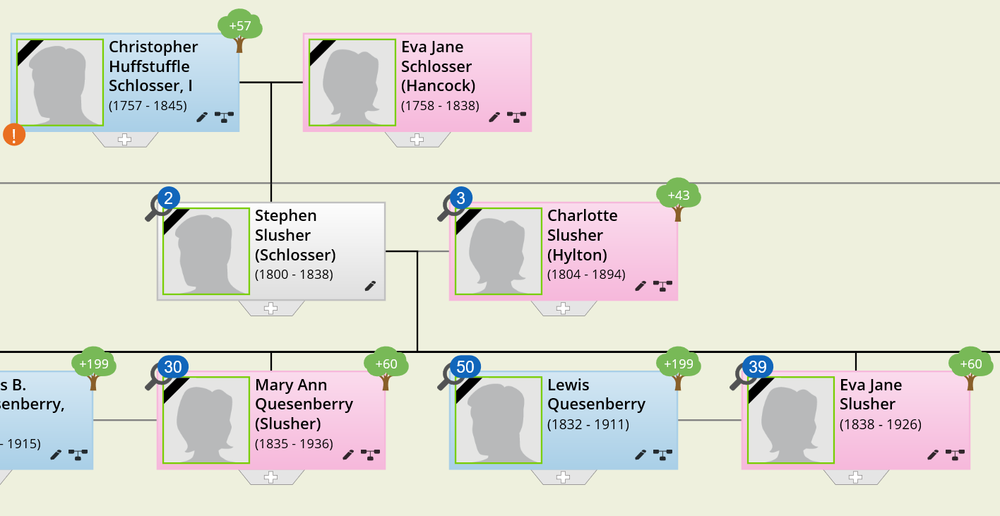 +57
Christopher
Huffstuffle
Schlosser, I
(1757 - 1845)
!
Eva Jane
Schlosser
(Hancock)
(1758 - 1838)
2
Stephen
Slusher
(Schlosser)
(1800 - 1838)
3
+43
Charlotte
Slusher
(Hylton)
(1804 - 1894)
+199
s B.
senberry,
- 1915)
30
+60
Mary Ann
Quesenberry
(Slusher)
(1835 - 1936)
50
+199
Lewis
Quesenberry
(1832 - 1911)
39
+60
Eva Jane
Slusher
(1838 - 1926)